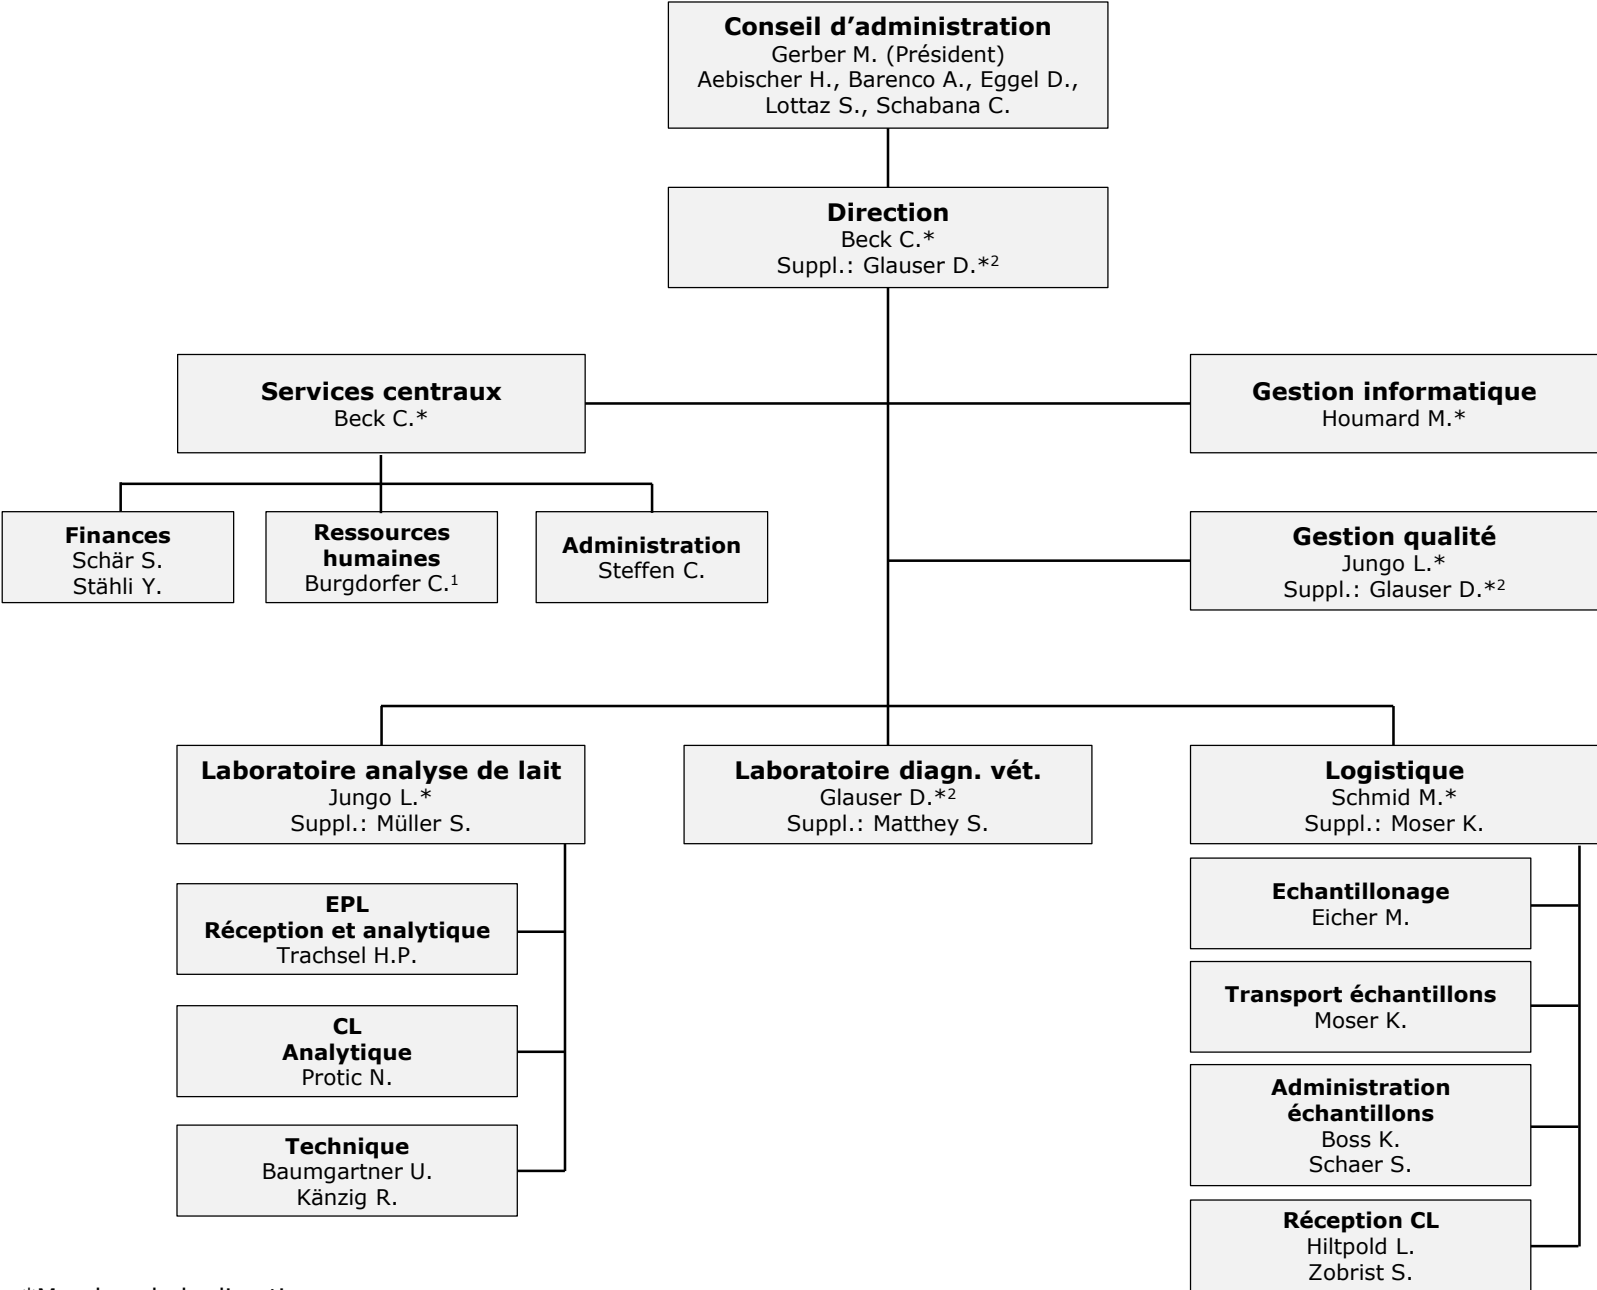 Conseil d’administration
Gerber M. (Président)
Aebischer H., Barenco A., Eggel D.,
Lottaz S., Schabana C.
Direction
Beck C.*
Suppl.: Glauser D.*²
Services centraux
Beck C.*
Gestion informatique
Houmard M.*
Finances
Schär S.
Stähli Y.
Ressources
humaines
Burgdorfer C.¹
Administration
Steffen C.
Gestion qualité
Jungo L.*
Suppl.: Glauser D.*²
Laboratoire analyse de lait
Jungo L.*
Suppl.: Müller S.
Laboratoire diagn. vét.
Glauser D.*²
Suppl.: Matthey S.
Logistique
Schmid M.*
Suppl.: Moser K.
EPL
Réception et analytique
Trachsel H.P.
CL
Analytique
Protic N.
Technique
Baumgartner U.
Känzig R.
Echantillonage
Eicher M.
Transport échantillons
Moser K.
Administration
échantillons
Boss K.
Schaer S.
Réception CL
Hiltpold L.
Zobrist S.